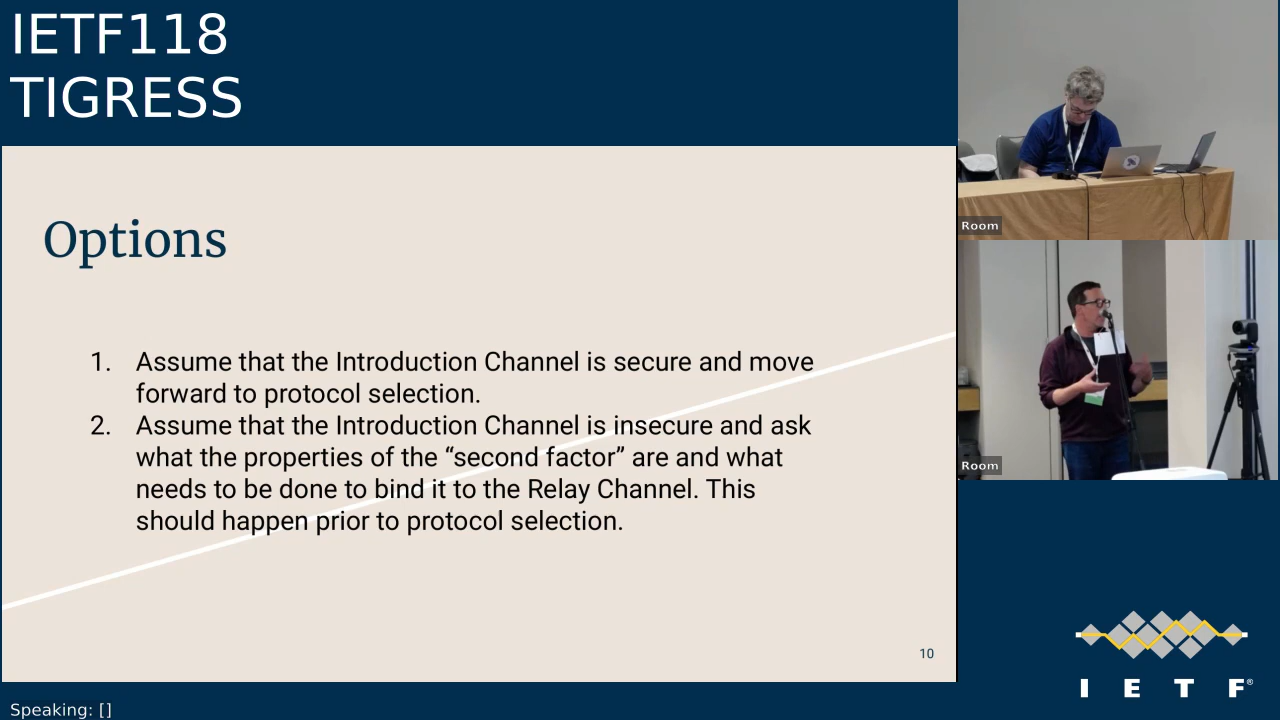 IETF118
TIGRESS
Options
1. Assume that the Introduction Channel is secure and move
forward to protocol selection.
2. Assume that the Introduction Channel is insecure and ask
what the properties of the “second factor” are and what
needs to be done to bind it to the Relay Channel. This
should happen prior to protocol selection.
10
Room
Room
I E T F®
Speaking: []